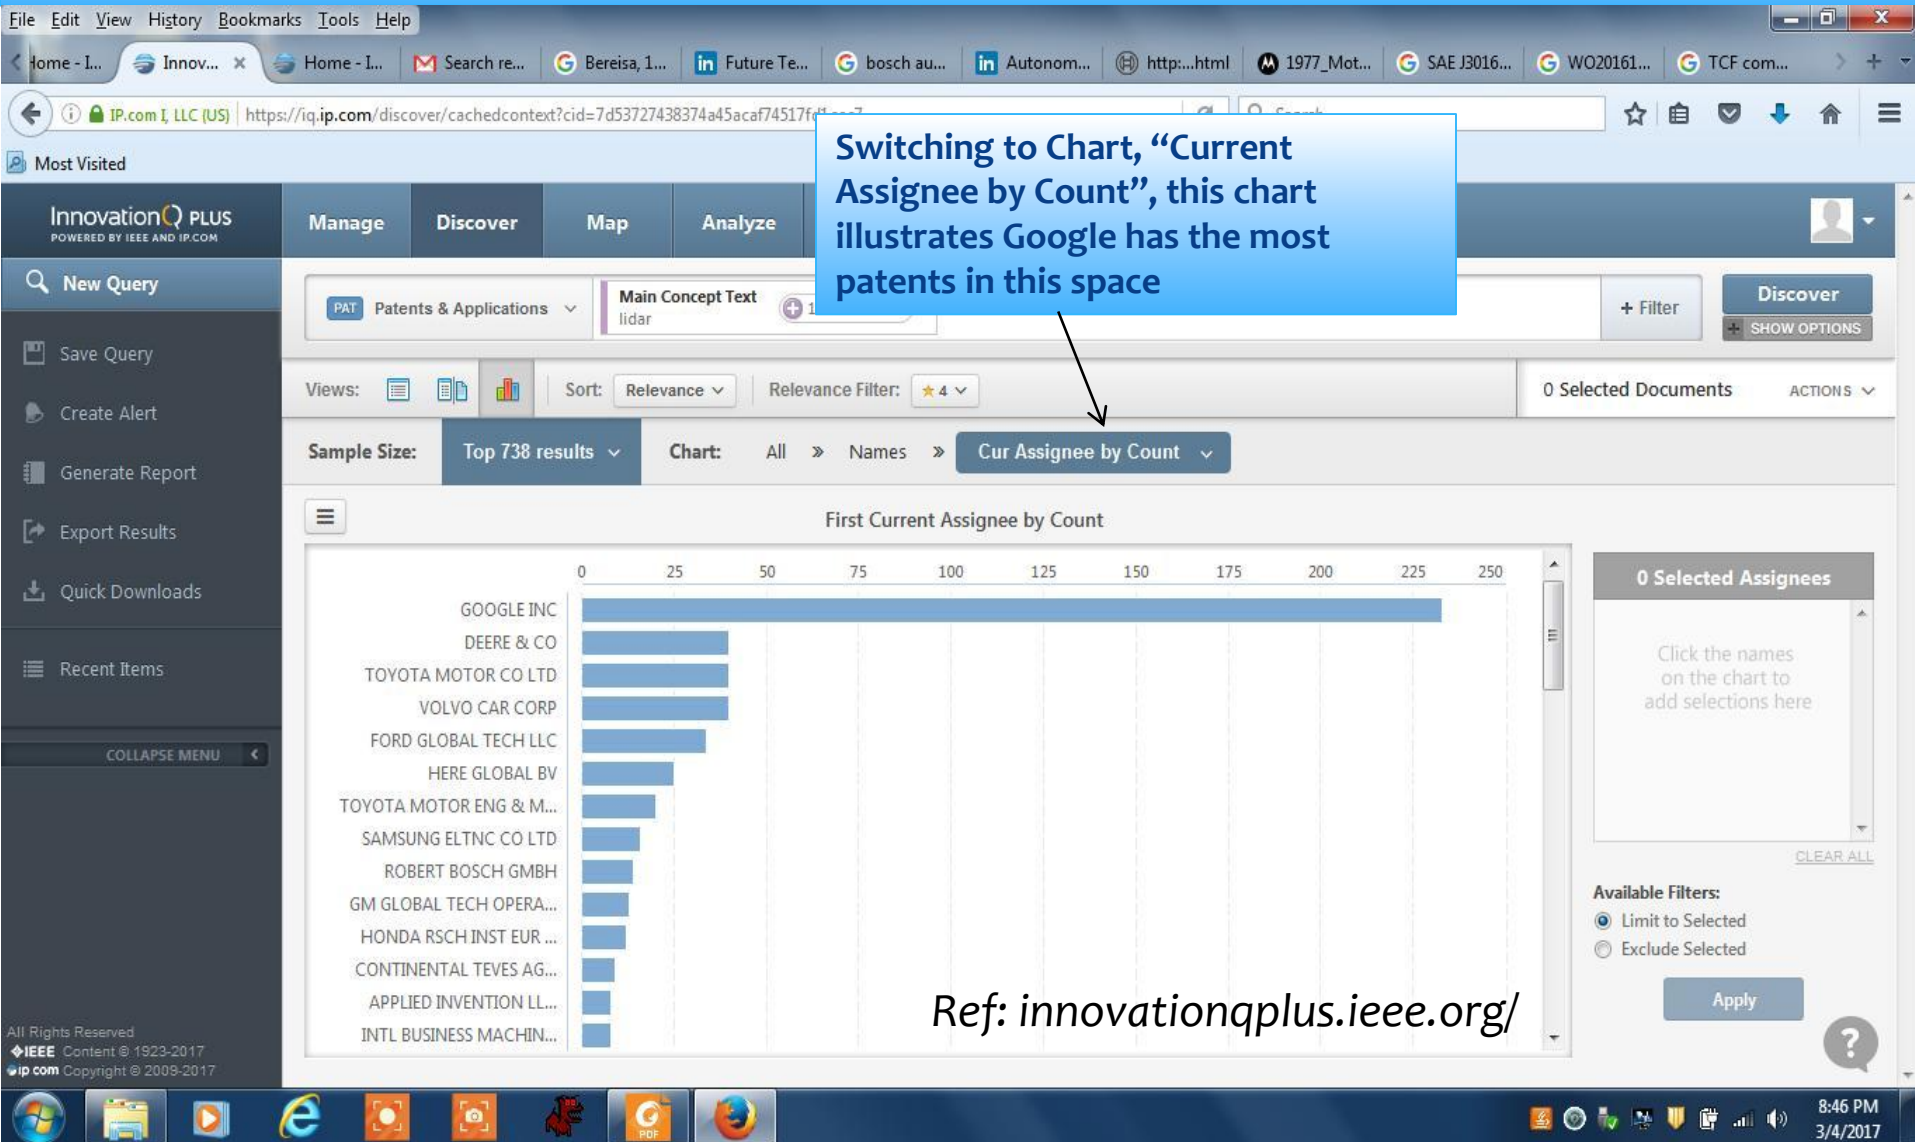 File Edit View History Bookmarks Tools Help
Home - I... Innov... × Home - I... Search re... Bereisa, 1... Future Te... bosch au... Autonom... http:...html 1977_Mot... SAE J3016... WO20161... TCF com...
IP.com I, LLC (US) https://iq.ip.com/discover/cachedcontext?cid=7d53727438374a45acaf74517fd1eac7 Search
Most Visited
Switching to Chart, “Current
Assignee by Count”, this chart
illustrates Google has the most
patents in this space
InnovationQ PLUS
POWERED BY IEEE AND IP.COM
Manage Discover Map Analyze
New Query
Save Query
Create Alert
Generate Report
Export Results
Quick Downloads
Recent Items
COLLAPSE MENU
All Rights Reserved
IEEE Content © 1923-2017
ip.com Copyright © 2009-2017
PAT Patents & Applications
Main Concept Text
lidar
1
+ Filter
Discover
+ SHOW OPTIONS
Views: Sort: Relevance Relevance Filter: ★ 4
0 Selected Documents ACTIONS
Sample Size: Top 738 results Chart: All » Names » Cur Assignee by Count
First Current Assignee by Count
0 25 50 75 100 125 150 175 200 225 250
GOOGLE INC
DEERE & CO
TOYOTA MOTOR CO LTD
VOLVO CAR CORP
FORD GLOBAL TECH LLC
HERE GLOBAL BV
TOYOTA MOTOR ENG & M...
SAMSUNG ELTNC CO LTD
ROBERT BOSCH GMBH
GM GLOBAL TECH OPERA...
HONDA RSCH INST EUR ...
CONTINENTAL TEVES AG...
APPLIED INVENTION LL...
INTL BUSINESS MACHIN...
Ref: innovationqplus.ieee.org/
0 Selected Assignees
Click the names
on the chart to
add selections here
CLEAR ALL
Available Filters:
Limit to Selected
Exclude Selected
Apply
?
PDF
8:46 PM
3/4/2017